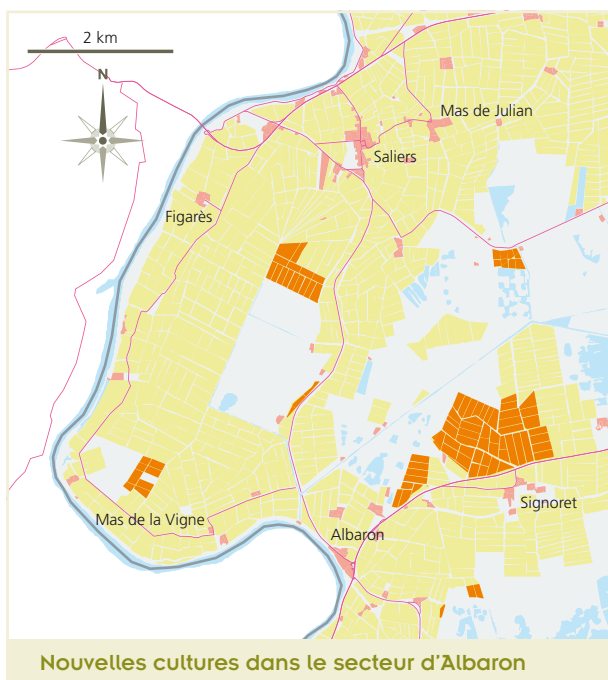 2 km
N
Mas de Julian
Saliers
Figarès
Signoret
Mas de la Vigne
Albaron
Nouvelles cultures dans le secteur d'Albaron